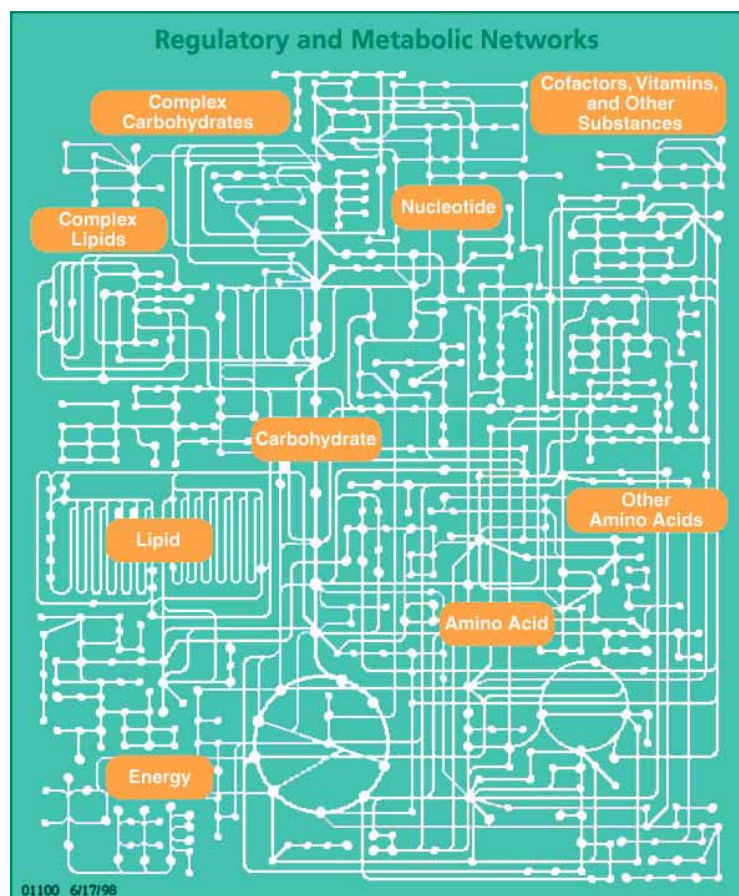 Regulatory and Metabolic Networks
Complex
Carbohydrates
Cofactors, Vitamins,
and Other
Substances
Nucleotide
Complex
Lipids
Carbohydrate
Other
Amino Acids
Lipid
Amino Acid
Energy
01100 6/17/98